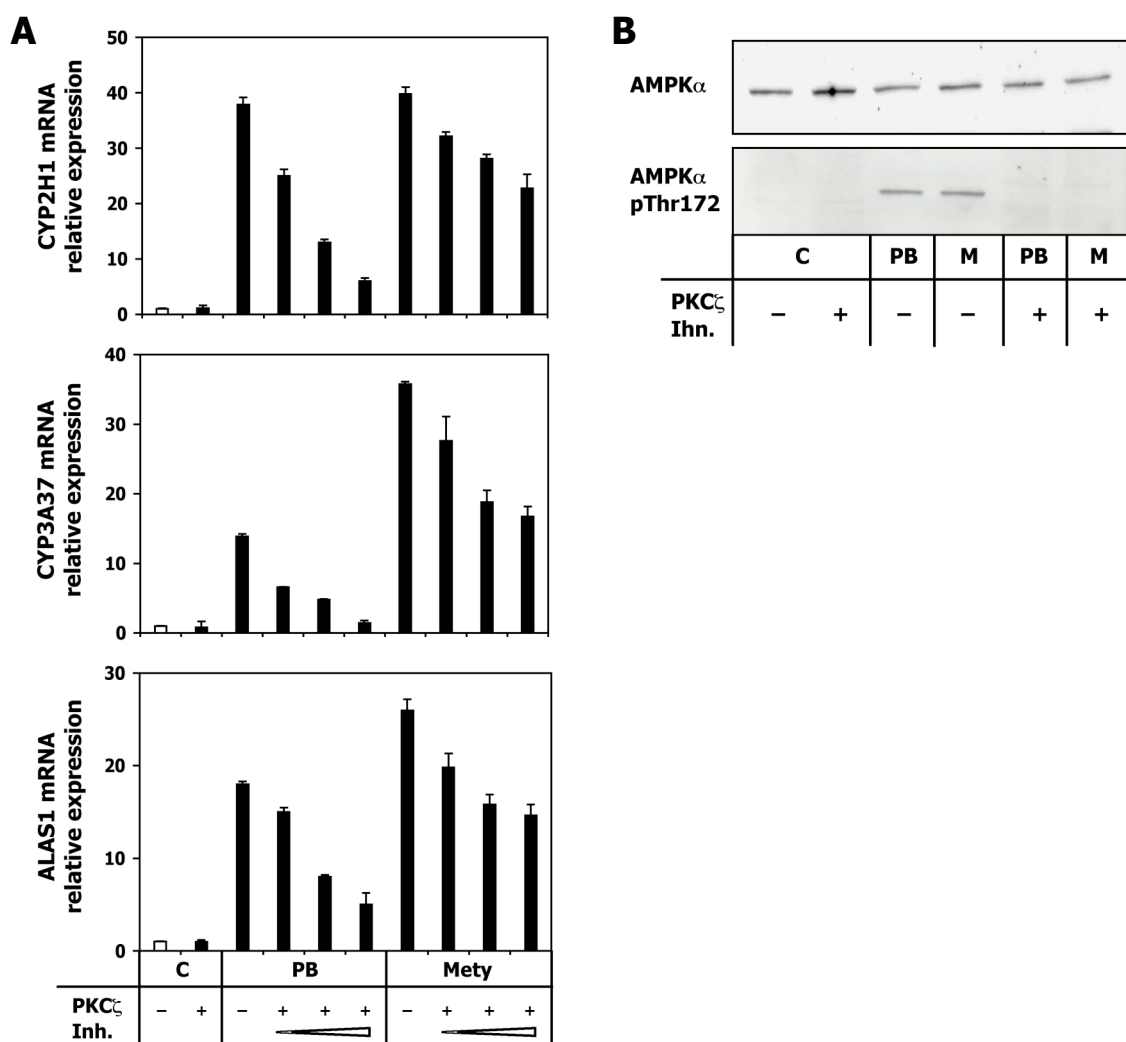 A
CYP2H1 mRNA
relative expression
50
40
30
20
10
0
CYP3A37 mRNA
relative expression
40
30
20
10
0
ALAS1 mRNA
relative expression
30
20
10
0
C PB Mety
PKCζ
Inh.
− + − + + + − + + +
B
AMPKα
AMPKα
pThr172
C PB M PB M
PKCζ
Ihn.
− + − − + +